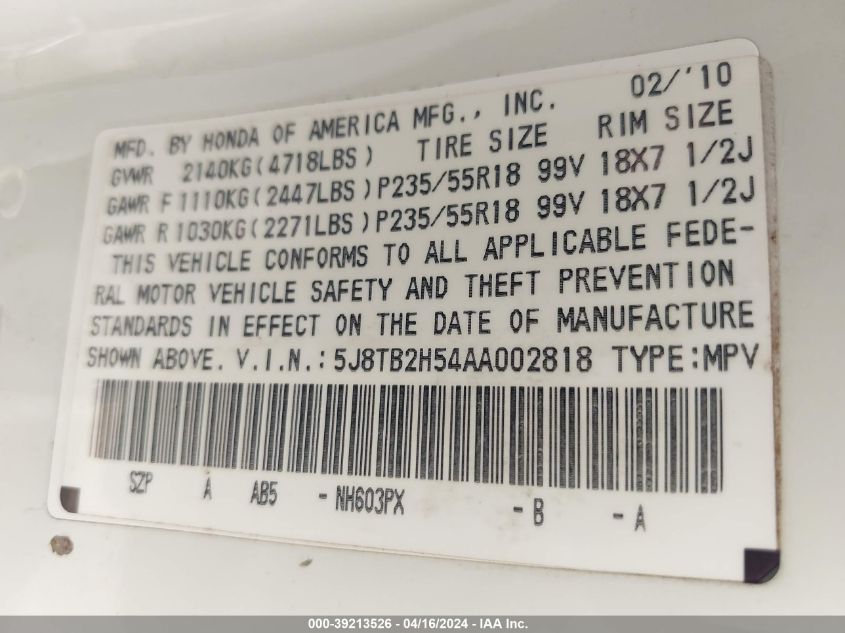 MFD. BY HONDA OF AMERICA MFG., INC. 02/'10
GVWR 2140KG(4718LBS) TIRE SIZE RIM SIZE
GAWR F 1110KG(2447LBS)P235/55R18 99V 18X7 1/2J
GAWR R 1030KG(2271LBS)P235/55R18 99V 18X7 1/2J
THIS VEHICLE CONFORMS TO ALL APPLICABLE FEDE-
RAL MOTOR VEHICLE SAFETY AND THEFT PREVENTION
STANDARDS IN EFFECT ON THE DATE OF MANUFACTURE
SHOWN ABOVE. V.I.N.: 5J8TB2H54AA002818 TYPE:MPV
SZP A AB5 -NH603PX -B -A
000-39213526 - 04/16/2024 - IAA Inc.